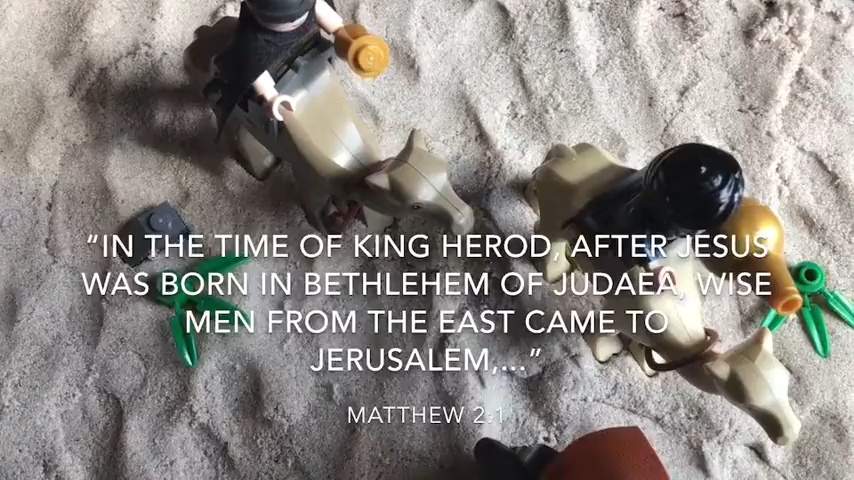 “IN THE TIME OF KING HEROD, AFTER JESUS
WAS BORN IN BETHLEHEM OF JUDAEA, WISE
MEN FROM THE EAST CAME TO
JERUSALEM,...”
MATTHEW 2:1